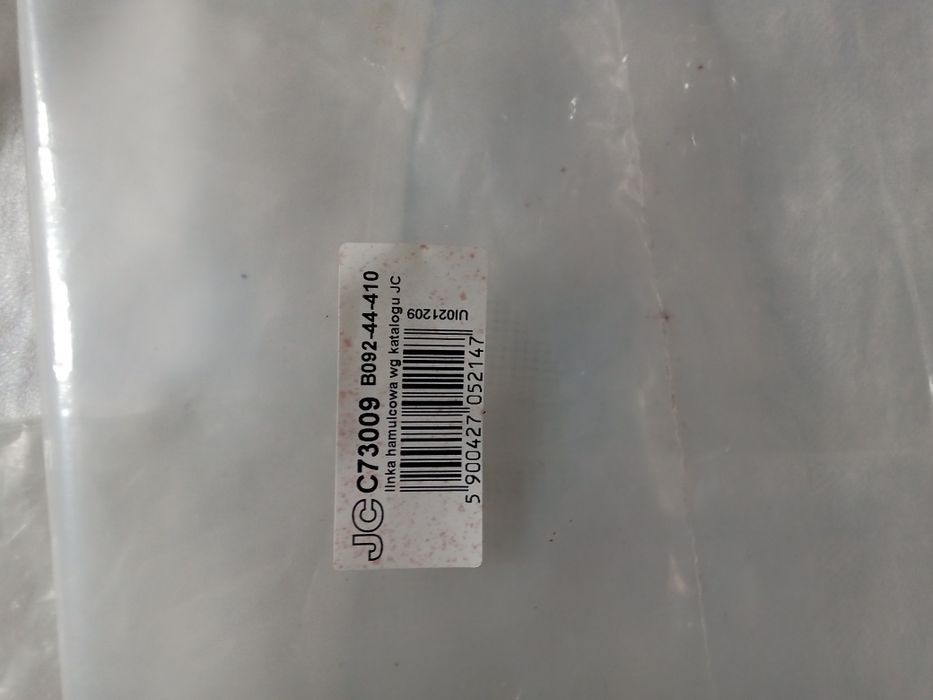 JC C73009 B092-44-410
linka hamulcowa wg katalogu JC
UI021209
5 900427 052147